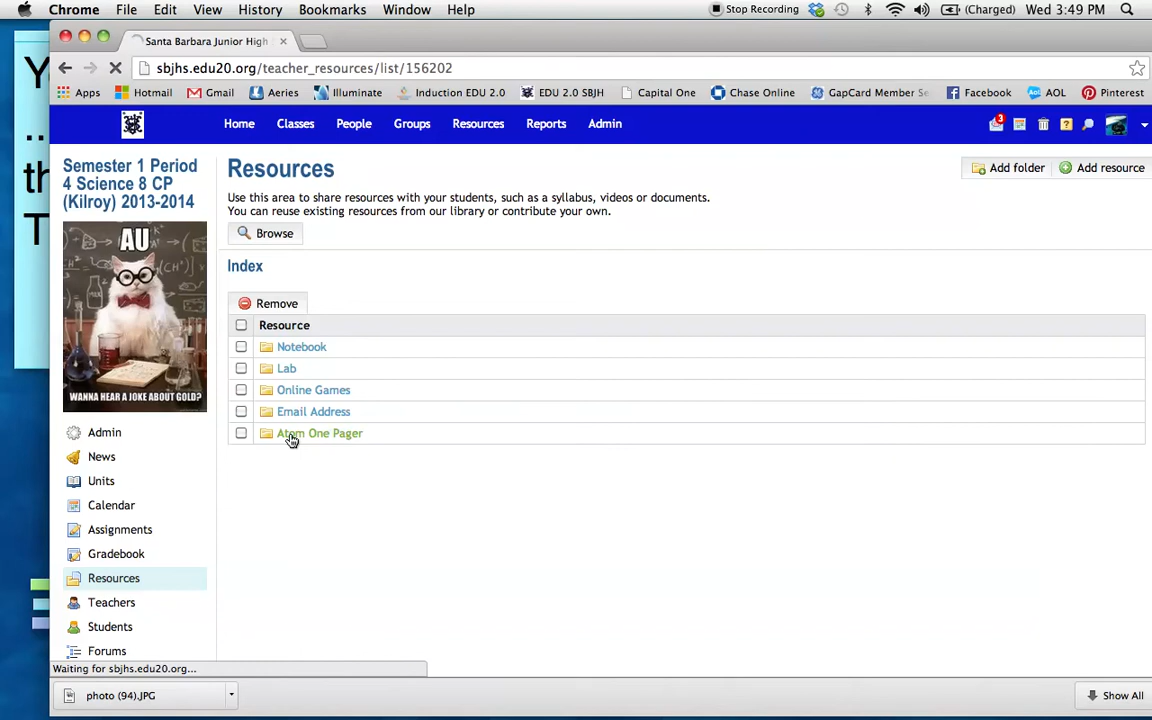 Chrome File Edit View History Bookmarks Window Help Stop Recording (Charged) Wed 3:49 PM
Santa Barbara Junior High
sbjhs.edu20.org/teacher_resources/list/156202
Apps Hotmail Gmail Aeries Illuminate Induction EDU 2.0 EDU 2.0 SBJH Capital One Chase Online GapCard Member Se Facebook AOL Pinterest
Home Classes People Groups Resources Reports Admin 3
Semester 1 Period
4 Science 8 CP
(Kilroy) 2013-2014
AU
WANNA HEAR A JOKE ABOUT GOLD?
Admin
News
Units
Calendar
Assignments
Gradebook
Resources
Teachers
Students
Forums
Resources
Add folder Add resource
Use this area to share resources with your students, such as a syllabus, videos or documents.
You can reuse existing resources from our library or contribute your own.
Browse
Index
Remove
Resource
Notebook
Lab
Online Games
Email Address
Atom One Pager
Waiting for sbjhs.edu20.org...
photo (94).JPG Show All